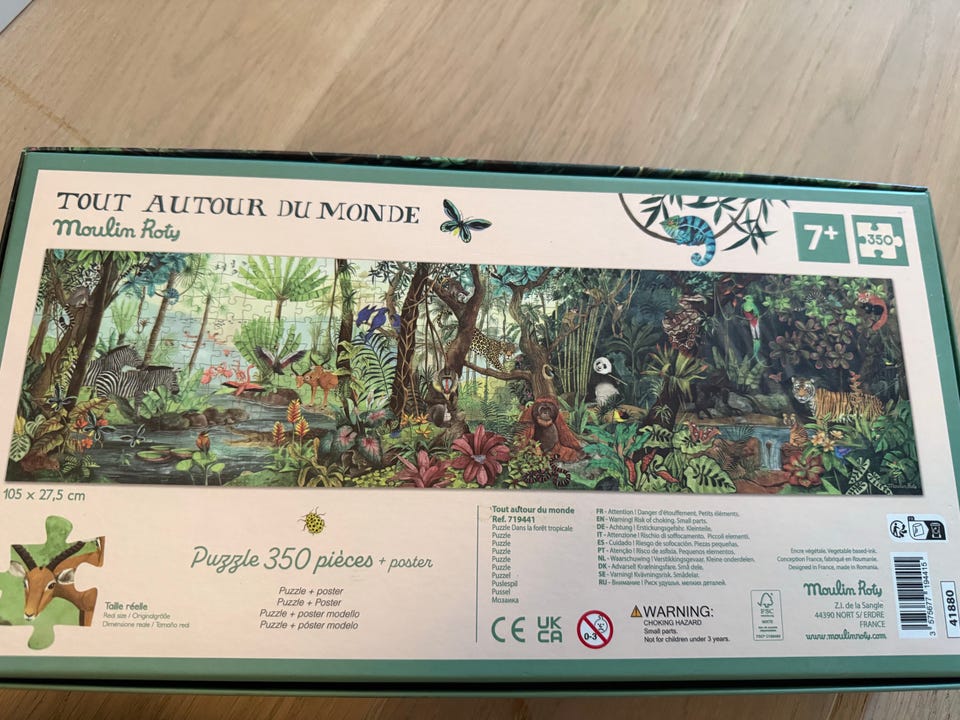 TOUT AUTOUR DU MONDE
Moulin Roty
7+
350
105 x 27,5 cm
Taille réelle
Real size / Originalgröße
Dimensione reale / Tamaño real
Puzzle 350 pièces + poster
Puzzle + poster
Puzzle + Poster
Puzzle + poster modello
Puzzle + póster modelo
Tout autour du monde
Ref. 719441
Puzzle Dans la forêt tropicale
Puzzle
Puzzle
Puzzle
Puzzle
Puzzle
Puzzel
Puslespil
Pussel
Мозаика
FR - Attention ! Danger d'étouffement. Petits éléments.
EN - Warning! Risk of choking. Small parts.
DE - Achtung ! Erstickungsgefahr. Kleinteile.
IT - Attenzione ! Rischio di soffocamento. Piccoli elementi.
ES - Cuidado ! Riesgo de sofocación. Piezas pequeñas.
PT - Atenção ! Risco de asfixia. Pequenos elementos.
NL - Waarschuwing ! Verstikkingsgevaar. Kleine onderdelen.
DK - Advarsel! Kvælningsfare. Små dele.
SE - Varning! Kvävningsrisk. Smådelar.
RU - Внимание ! Риск удушья. мелких деталей.
CE
UK
CA
0-3
WARNING:
CHOKING HAZARD
Small parts.
Not for children under 3 years.
FSC
Encre végétale. Vegetable based-ink.
Conception France, fabriqué en Roumanie.
Designed in France, made in Romania.
Moulin Roty
Z.I. de la Sangle
44390 NORT S/ ERDRE
FRANCE
www.moulinroty.com
3 575677 194415
41880